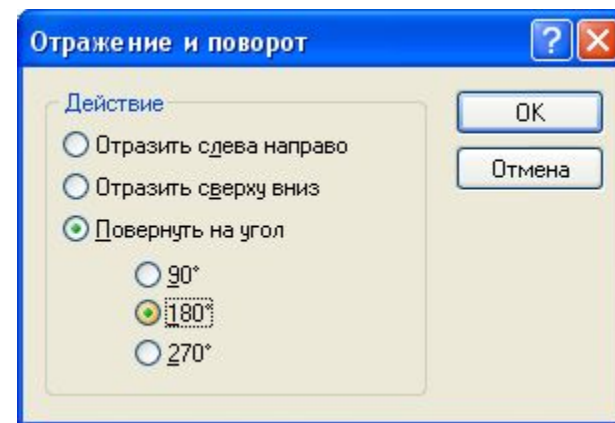 Отражение и поворот
Действие
Отразить слева направо
Отразить сверху вниз
Повернуть на угол
90°
180°
270°
OK
Отмена